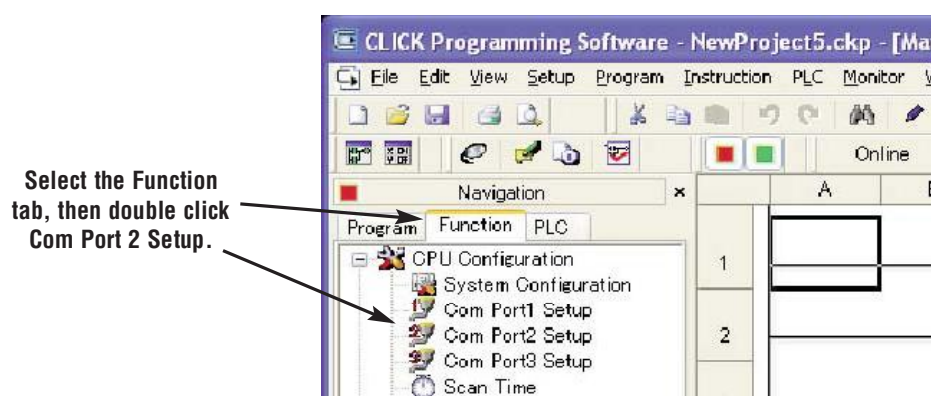 CLICK Programming Software - NewProject5.ckp - [Ma
File Edit View Setup Program Instruction PLC Monitor
Online
Select the Function
tab, then double click
Com Port 2 Setup.
Navigation
Program Function PLC
CPU Configuration
System Configuration
Com Port1 Setup
Com Port2 Setup
Com Port3 Setup
Scan Time
A
1
2